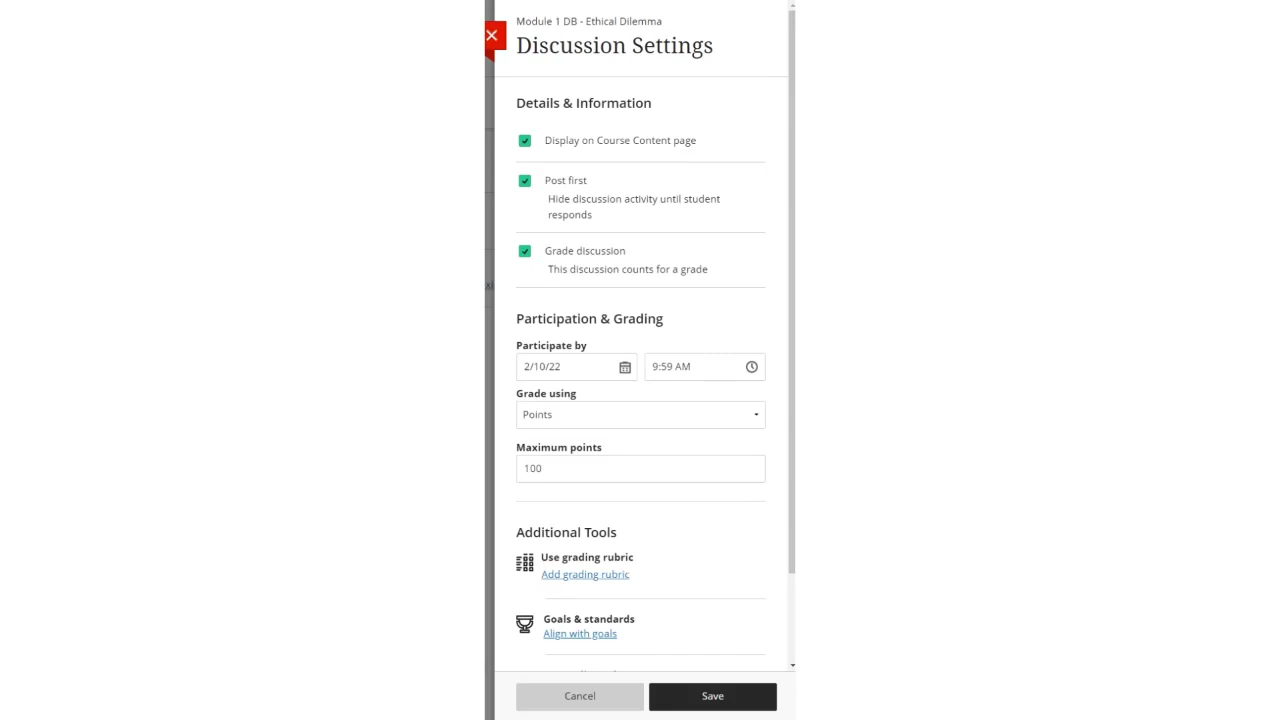 Module 1 DB - Ethical Dilemma
Discussion Settings
Details & Information
Display on Course Content page
Post first
Hide discussion activity until student
responds
Grade discussion
This discussion counts for a grade
Participation & Grading
Participate by
2/10/22 9:59 AM
Grade using
Points
Maximum points
100
Additional Tools
Use grading rubric
Add grading rubric
Goals & standards
Align with goals
Cancel Save